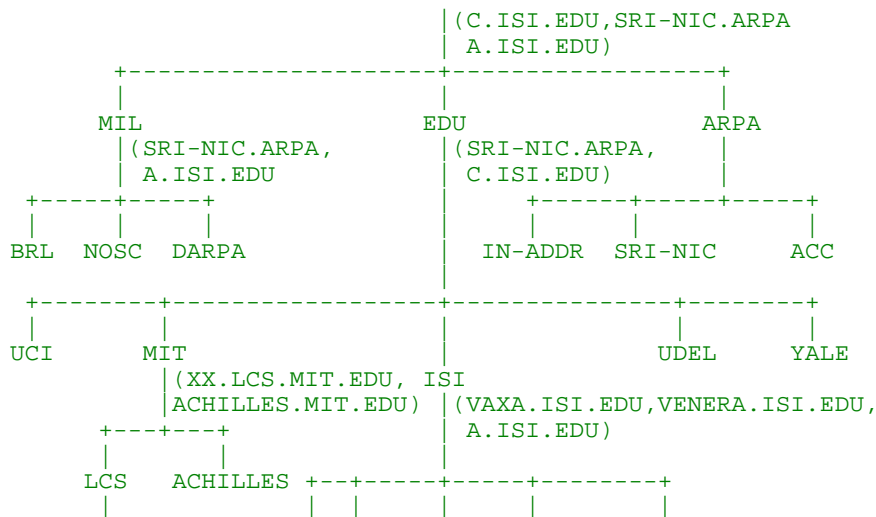 (C.ISI.EDU,SRI-NIC.ARPA
A.ISI.EDU)
MIL EDU ARPA
(SRI-NIC.ARPA, (SRI-NIC.ARPA,
A.ISI.EDU C.ISI.EDU)
BRL NOSC DARPA IN-ADDR SRI-NIC ACC
UCI MIT UDEL YALE
(XX.LCS.MIT.EDU, ISI
ACHILLES.MIT.EDU) (VAXA.ISI.EDU,VENERA.ISI.EDU,
A.ISI.EDU)
LCS ACHILLES